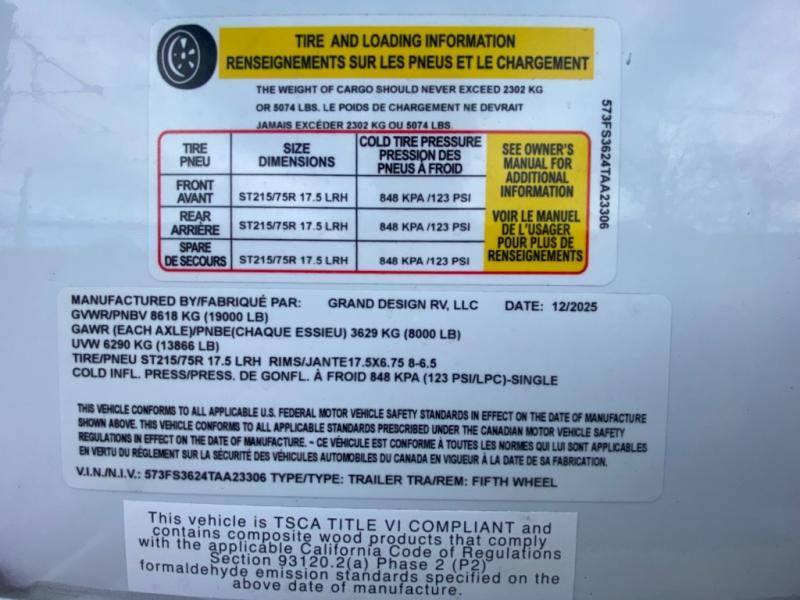 TIRE AND LOADING INFORMATION
RENSEIGNEMENTS SUR LES PNEUS ET LE CHARGEMENT
THE WEIGHT OF CARGO SHOULD NEVER EXCEED 2302 KG
OR 5074 LBS. LE POIDS DE CHARGEMENT NE DEVRAIT
JAMAIS EXCÉDER 2302 KG OU 5074 LBS.
TIRE PNEU SIZE DIMENSIONS COLD TIRE PRESSURE PRESSION DES PNEUS À FROID
FRONT AVANT ST215/75R 17.5 LRH 848 KPA /123 PSI
REAR ARRIÈRE ST215/75R 17.5 LRH 848 KPA /123 PSI
SPARE DE SECOURS ST215/75R 17.5 LRH 848 KPA /123 PSI
SEE OWNER'S
MANUAL FOR
ADDITIONAL
INFORMATION
VOIR LE MANUEL
DE L'USAGER
POUR PLUS DE
RENSEIGNEMENTS
573FS3624TAA23306
MANUFACTURED BY/FABRIQUÉ PAR: GRAND DESIGN RV, LLC DATE: 12/2025
GVWR/PNBV 8618 KG (19000 LB)
GAWR (EACH AXLE)/PNBE(CHAQUE ESSIEU) 3629 KG (8000 LB)
UVW 6290 KG (13866 LB)
TIRE/PNEU ST215/75R 17.5 LRH RIMS/JANTE17.5X6.75 8-6.5
COLD INFL. PRESS/PRESS. DE GONFL. À FROID 848 KPA (123 PSI/LPC)-SINGLE
THIS VEHICLE CONFORMS TO ALL APPLICABLE U.S. FEDERAL MOTOR VEHICLE SAFETY STANDARDS IN EFFECT ON THE DATE OF MANUFACTURE
SHOWN ABOVE. THIS VEHICLE CONFORMS TO ALL APPLICABLE STANDARDS PRESCRIBED UNDER THE CANADIAN MOTOR VEHICLE SAFETY
REGULATIONS IN EFFECT ON THE DATE OF MANUFACTURE. ~ CE VÉHICULE EST CONFORME À TOUTES LES NORMES QUI LUI SONT APPLICABLES
EN VERTU DU RÉGLEMENT SUR LA SÉCURITÉ DES VÉHICULES AUTOMOBILES DU CANADA EN VIGUEUR À LA DATE DE SA FABRICATION.
V.I.N./N.I.V.: 573FS3624TAA23306 TYPE/TYPE: TRAILER TRA/REM: FIFTH WHEEL
This vehicle is TSCA TITLE VI COMPLIANT and
contains composite wood products that comply
with the applicable California Code of Regulations
Section 93120.2(a) Phase 2 (P2)
formaldehyde emission standards specified on the
above date of manufacture.